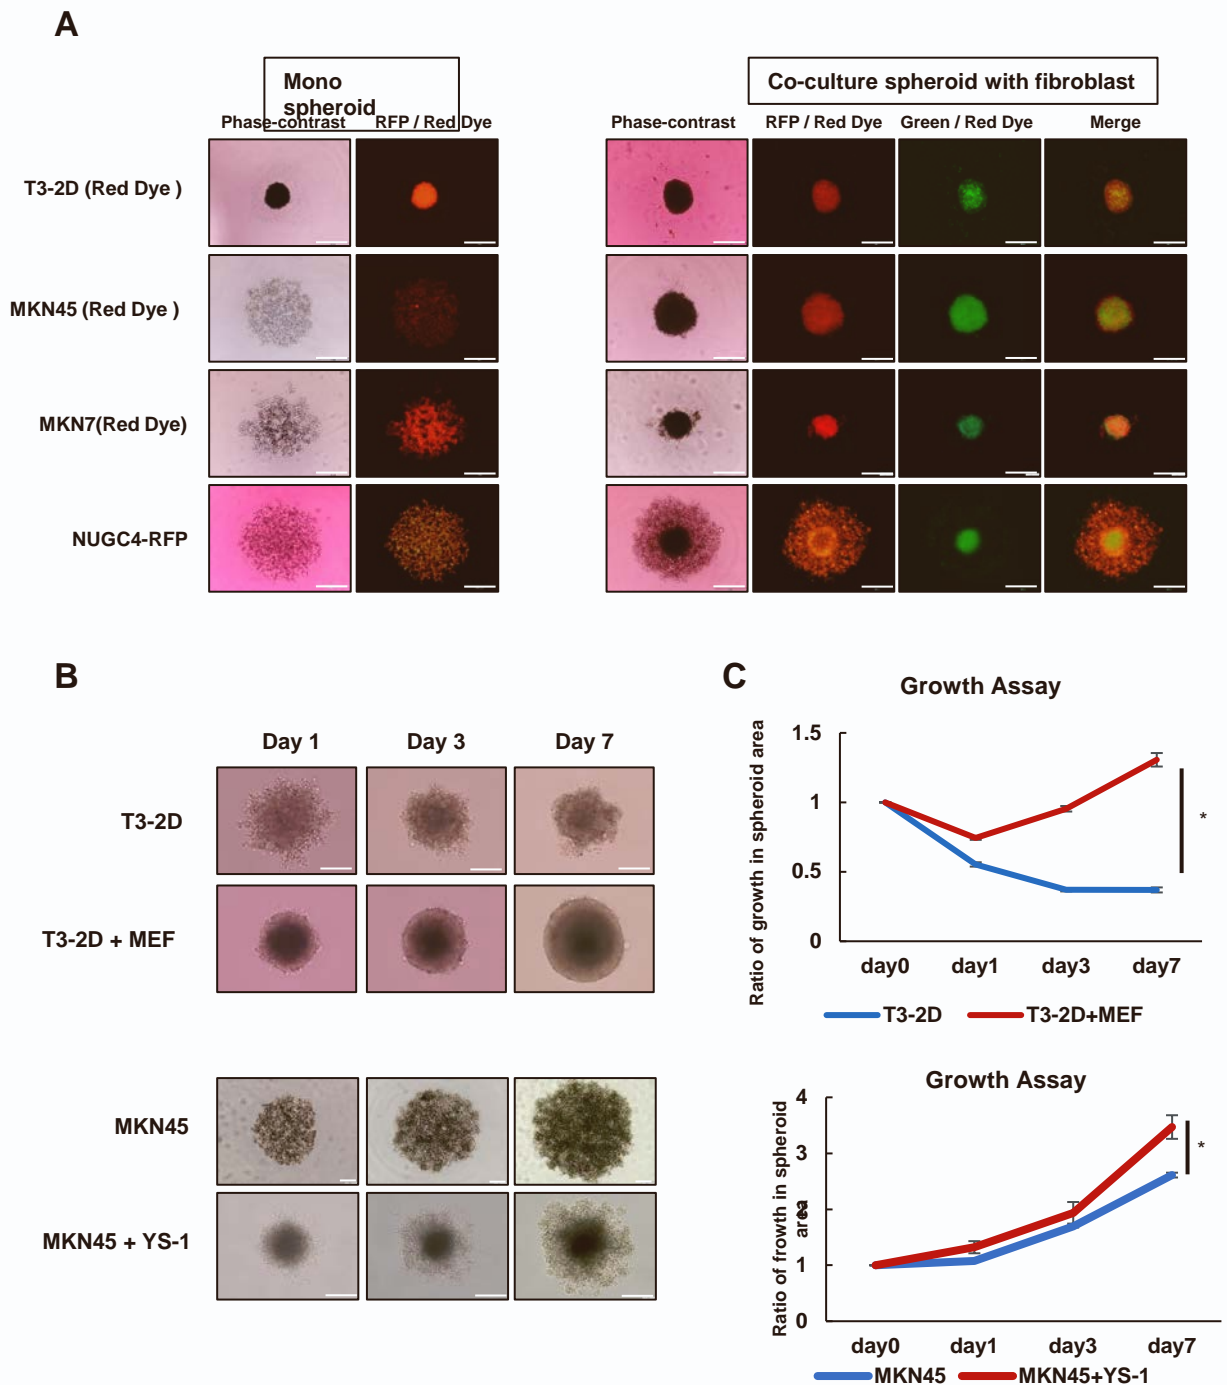 A
Mono
spheroid
Co-culture spheroid with fibroblast
Phase-contrast RFP / Red Dye
Phase-contrast RFP / Red Dye Green / Red Dye Merge
T3-2D (Red Dye )
MKN45 (Red Dye )
MKN7(Red Dye)
NUGC4-RFP
B
Day 1 Day 3 Day 7
T3-2D
T3-2D + MEF
MKN45
MKN45 + YS-1
C
Growth Assay
Ratio of growth in spheroid area
1.5
1
0.5
0
*
day0 day1 day3 day7
T3-2D T3-2D+MEF
Growth Assay
Ratio of frowth in spheroid
area
4
3
2
1
0
*
day0 day1 day3 day7
MKN45 MKN45+YS-1